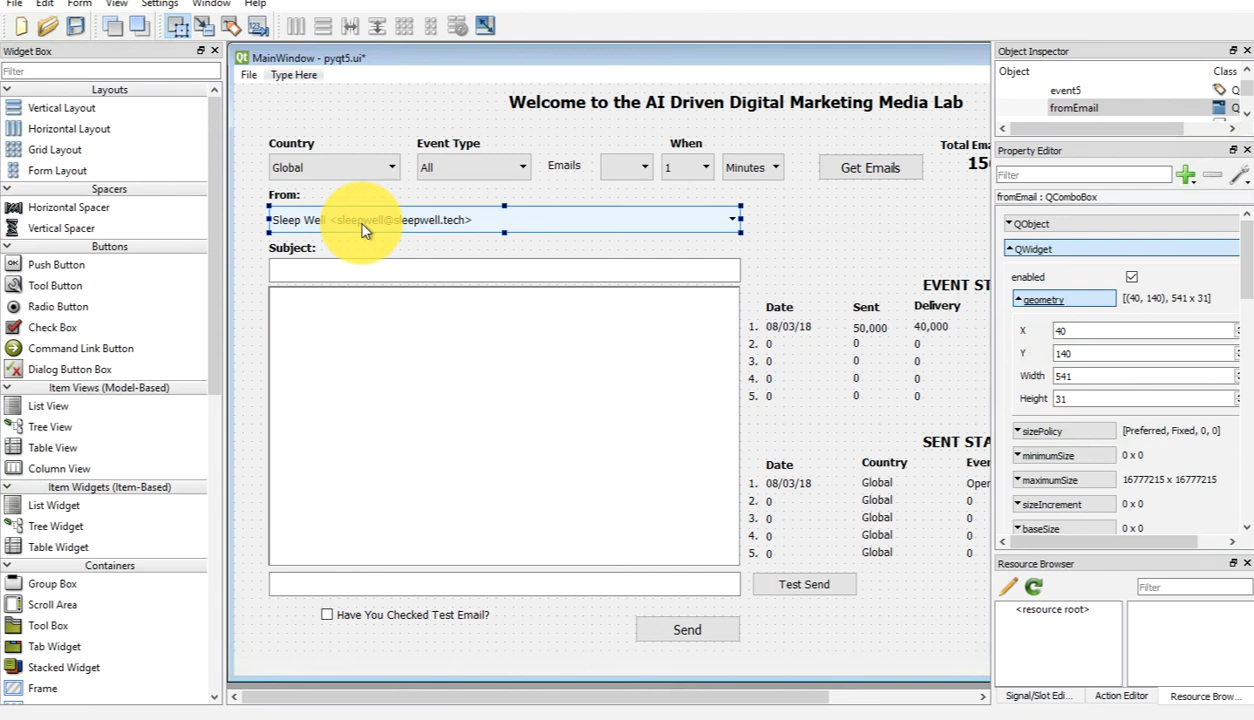 File Edit Form View Settings Window Help
Widget Box
Filter
Layouts
Vertical Layout
Horizontal Layout
Grid Layout
Form Layout
Spacers
Horizontal Spacer
Vertical Spacer
Buttons
Push Button
Tool Button
Radio Button
Check Box
Command Link Button
Dialog Button Box
Item Views (Model-Based)
List View
Tree View
Table View
Column View
Item Widgets (Item-Based)
List Widget
Tree Widget
Table Widget
Containers
Group Box
Scroll Area
Tool Box
Tab Widget
Stacked Widget
Frame
Qt MainWindow - pyqt5.ui*
File Type Here
Welcome to the AI Driven Digital Marketing Media Lab
Country Event Type When Total Ema
Global All Emails 1 Minutes Get Emails 150
From:
Sleep Well <sleepwell@sleepwell.tech>
Subject:
EVENT ST
Date Sent Delivery
1. 08/03/18 50,000 40,000
2. 0 0 0
3. 0 0 0
4. 0 0 0
5. 0 0 0
SENT STA
Date Country Even
1. 08/03/18 Global Open
2. 0 Global 0
3. 0 Global 0
4. 0 Global 0
5. 0 Global 0
Test Send
Have You Checked Test Email?
Send
Object Inspector
Object Class
event5 Q
fromEmail Q
Property Editor
Filter
fromEmail : QComboBox
QObject
QWidget
enabled
geometry [(40, 140), 541 x 31]
X 40
Y 140
Width 541
Height 31
sizePolicy [Preferred, Fixed, 0, 0]
minimumSize 0 x 0
maximumSize 16777215 x 16777215
sizeIncrement 0 x 0
baseSize 0 x 0
Resource Browser
Filter
<resource root>
Signal/Slot Edi... Action Editor Resource Brow...